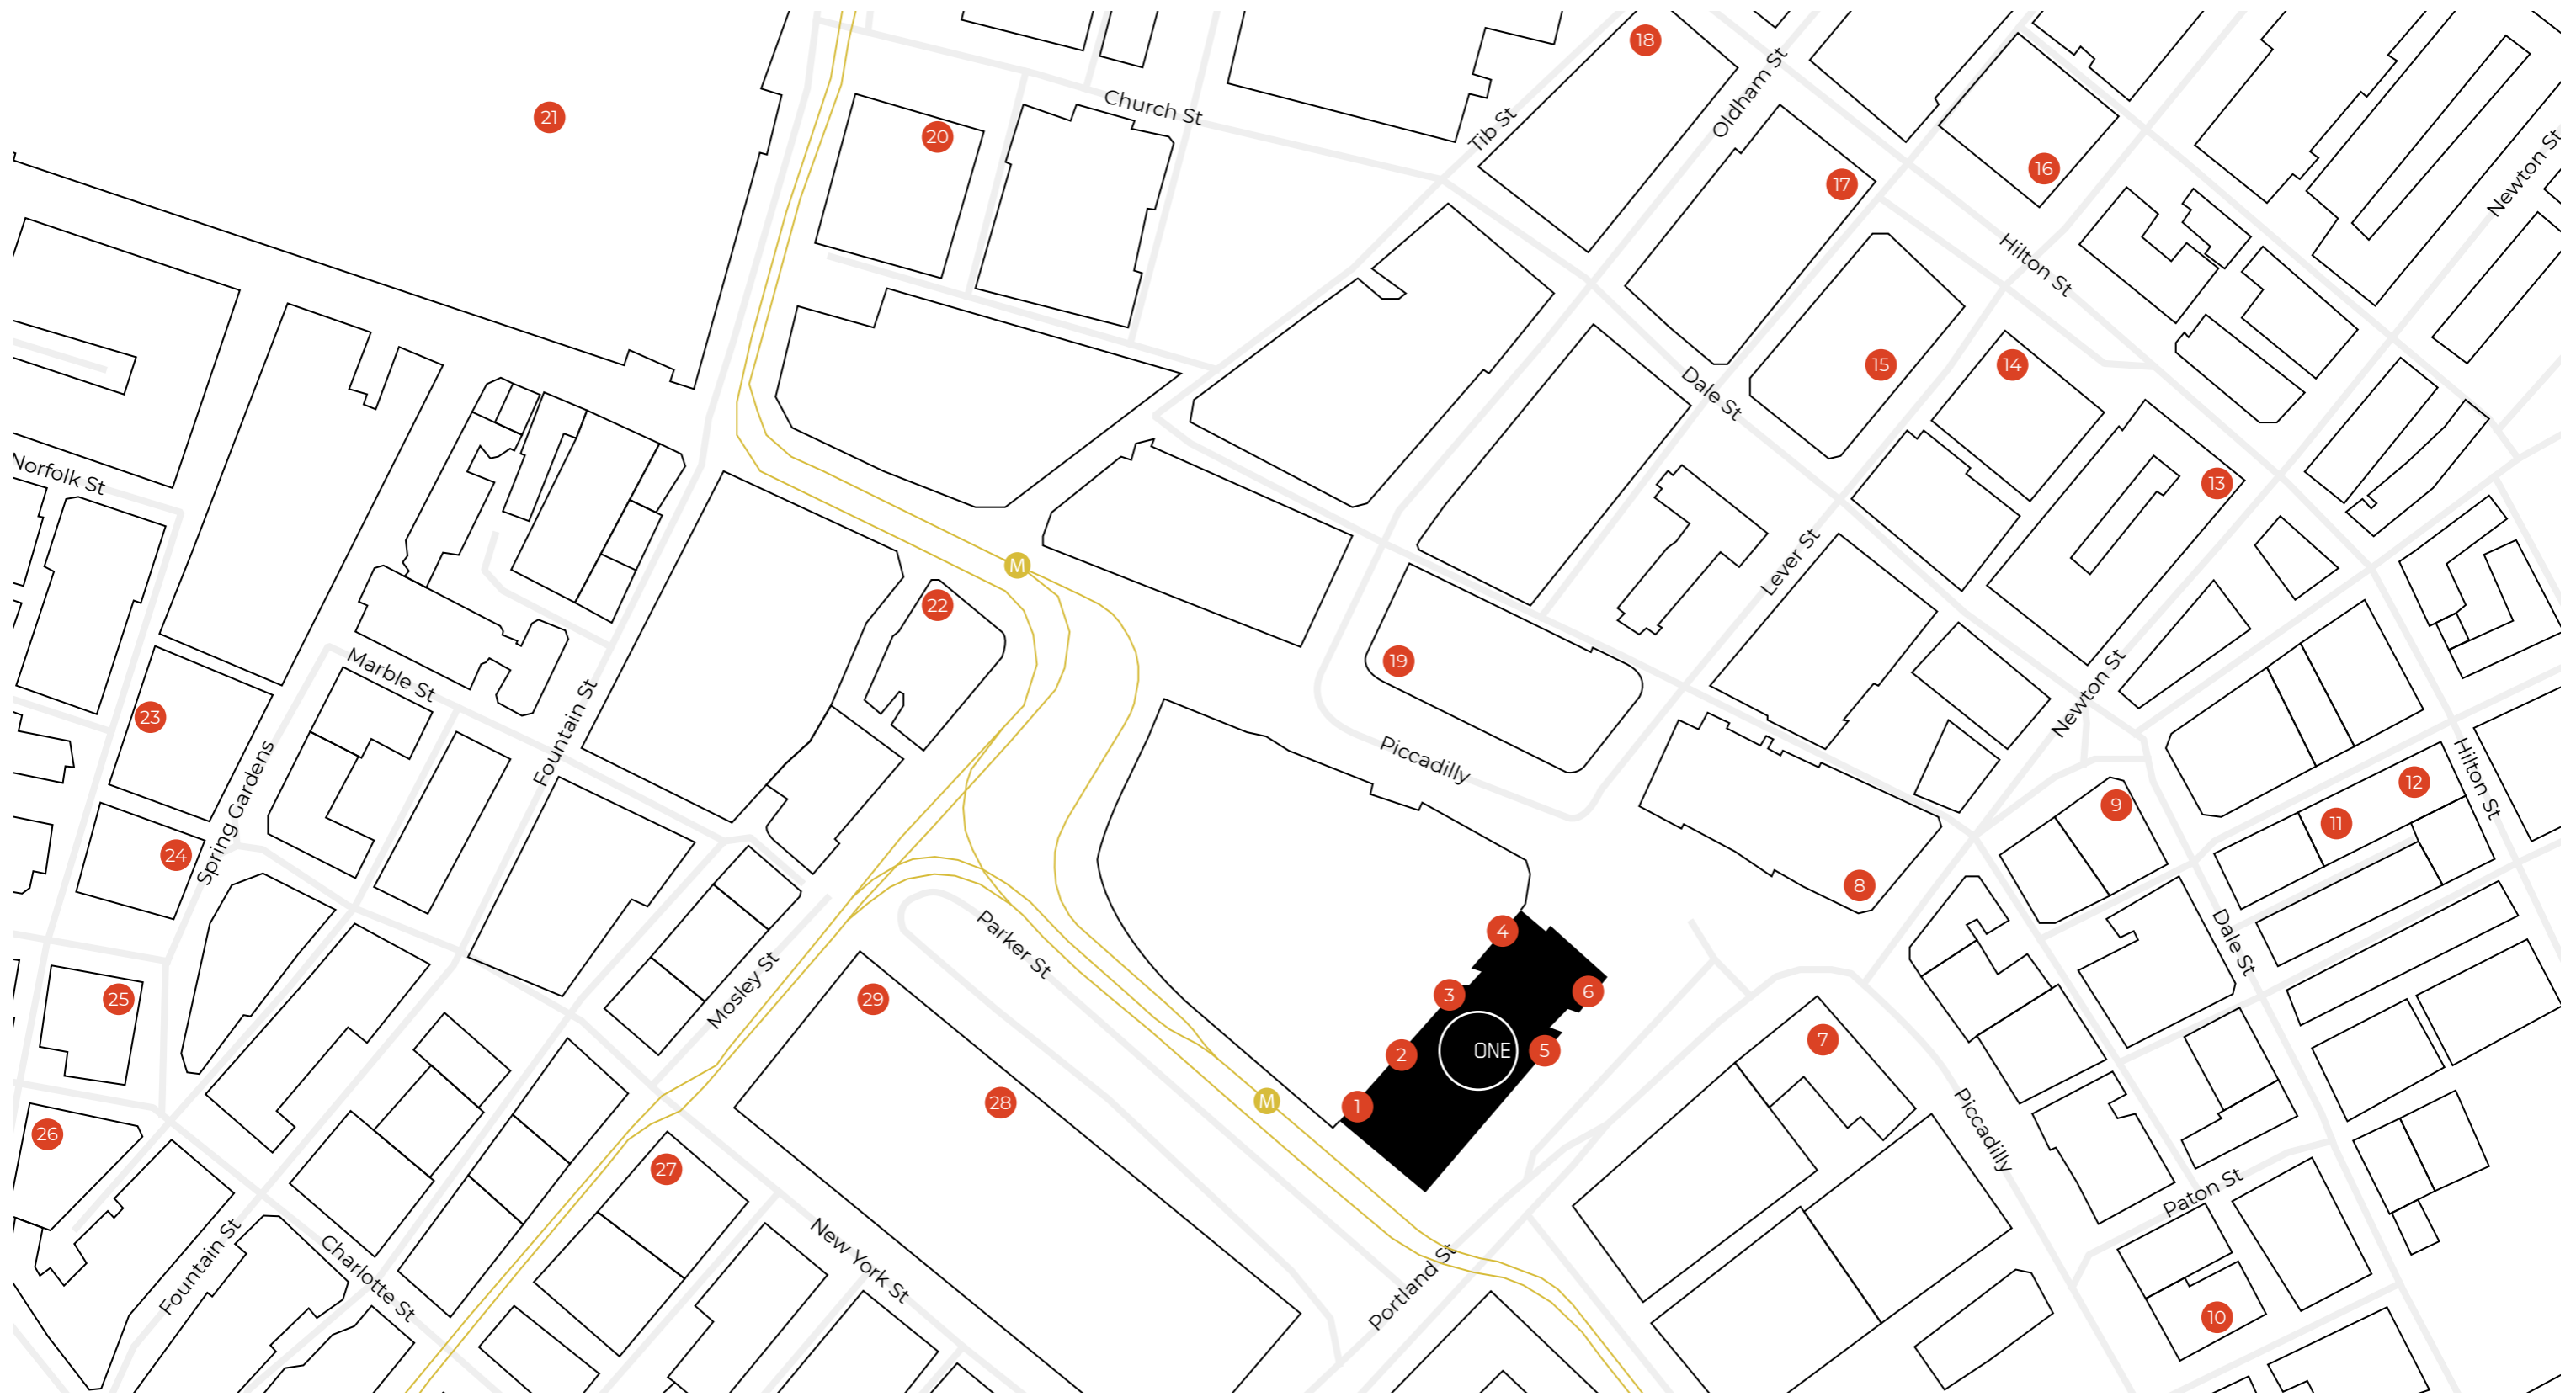 18
Oldham St
Church St
21
20
Tib St
16
17
Newton St
Hilton St
15
14
Dale St
Norfolk St
13
M
Lever St
22
19
Marble St
23
Fountain St
Newton St
Piccadilly
Hilton St
12
9
11
Spring Gardens
24
8
4
Parker St
Dale St
Mosley St
25
29
3
6
7
ONE
2
5
28
M
1
26
Piccadilly
27
Paton St
New York St
Fountain St
Charlotte St
Portland St
10